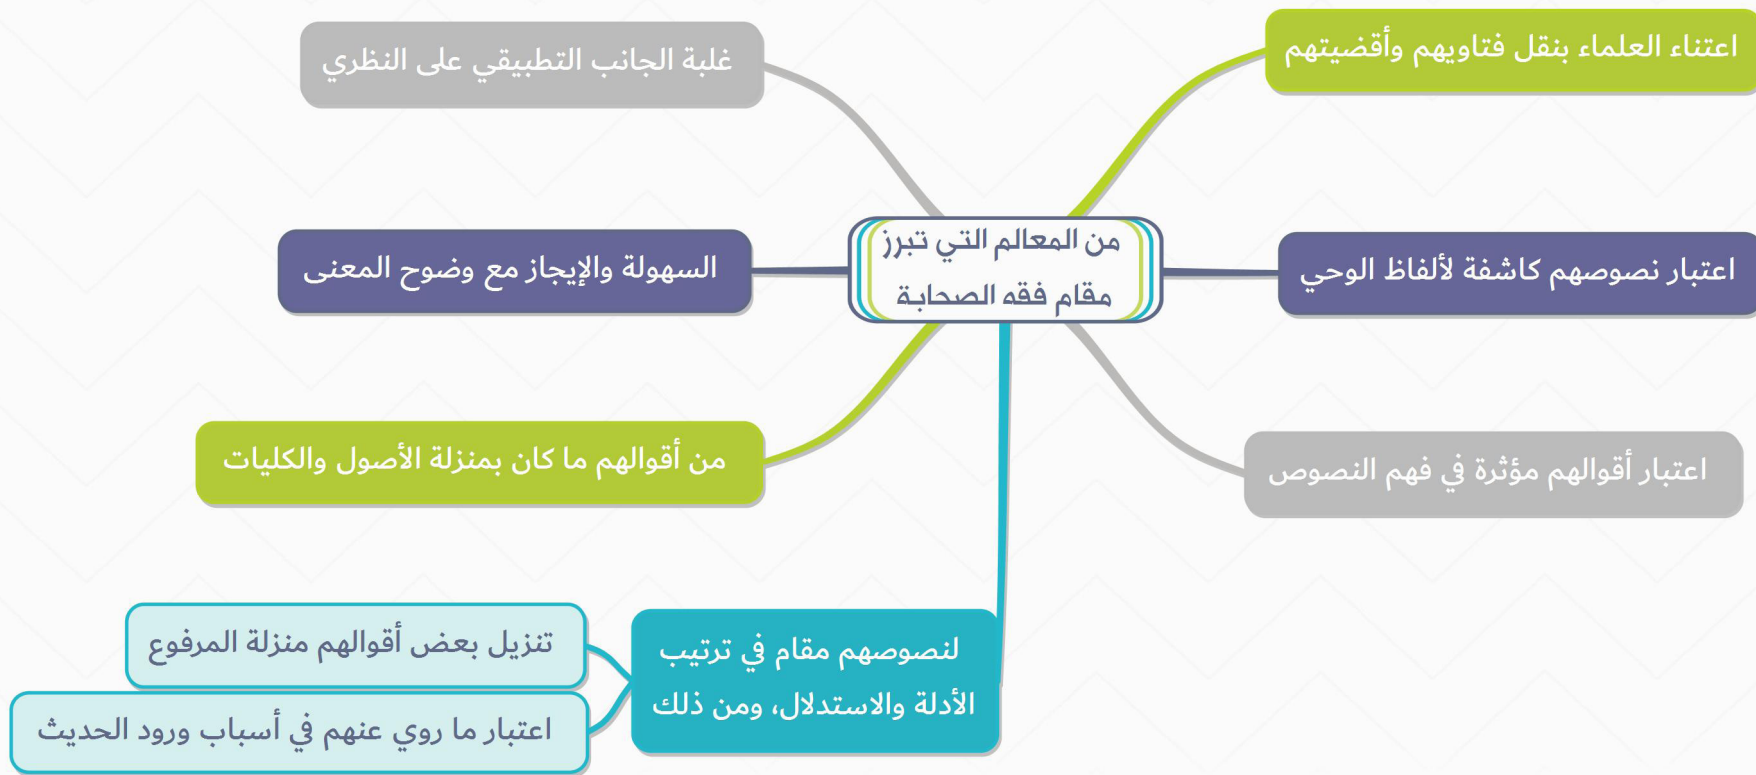 من المعالم التي تبرز
مقام فقه الصحابة
اعتناء العلماء بنقل فتاويهم وأقضيتهم
اعتبار نصوصهم كاشفة لألفاظ الوحي
اعتبار أقوالهم مؤثرة في فهم النصوص
لنصوصهم مقام في ترتيب
الأدلة والاستدلال، ومن ذلك
تنزيل بعض أقوالهم منزلة المرفوع
اعتبار ما روي عنهم في أسباب ورود الحديث
من أقوالهم ما كان بمنزلة الأصول والكليات
السهولة والإيجاز مع وضوح المعنى
غلبة الجانب التطبيقي على النظري